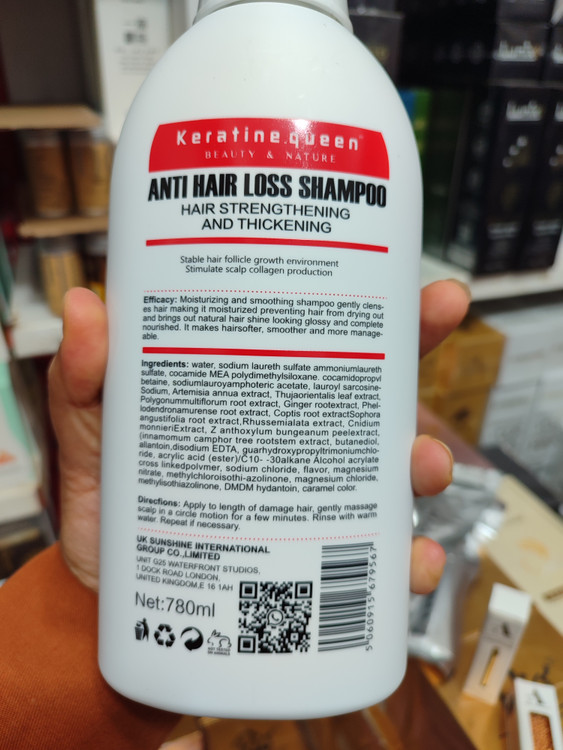 Keratine.queen
BEAUTY & NATURE
ANTI HAIR LOSS SHAMPOO
HAIR STRENGTHENING
AND THICKENING
Stable hair follicle growth environment
Stimulate scalp collagen production
Efficacy: Moisturizing and smoothing shampoo gently clens-
es hair making it moisturized preventing hair from drying out
and brings out natural hair shine looking glossy and complete
nourished. It makes hairsofter, smoother and more manage-
able.
Ingredients: water, sodium laureth sulfate ammoniumlaureth
sulfate, cocamide MEA polydimethylsiloxane. cocamidopropyl
betaine, sodiumlauroyamphoteric acetate, lauroyl sarcosine-
Sodium, Artemisia annua extract, Thujaorientalis leaf extract,
Polygonummultiflorum root extract, Ginger rootextract, Phel-
lodendronamurense root extract, Coptis root extractSophora
angustifolia root extract,Rhussemialata extract, Cnidium
monnieriExtract, Z anthoxylum bungeanum peelextract,
(innamomum camphor tree rootstem extract, butanediol,
allantoin,disodium EDTA, guarhydroxypropyltrimoniumchlo-
ride, acrylic acid (ester)/C10- -30alkane Alcohol acrylate
cross linkedpolvmer, sodium chloride, flavor, magnesium
nitrate, methylchloroisothi-azolinone, magnesium chloride,
methylisothiazolinone, DMDM hydantoin, caramel color.
Directions: Apply to length of damage hair, gently massage
scalp in a circle motion for a few minutes. Rinse with warm
water. Repeat if necessary.
UK SUNSHINE INTERNATIONAL
GROUP CO.,LIMITED
UNIT G25 WATERFRONT STUDIOS,
1 DOCK ROAD LONDON,
UNITED KINGDOM,E 16 1AH
Net:780ml
5 060915 679567